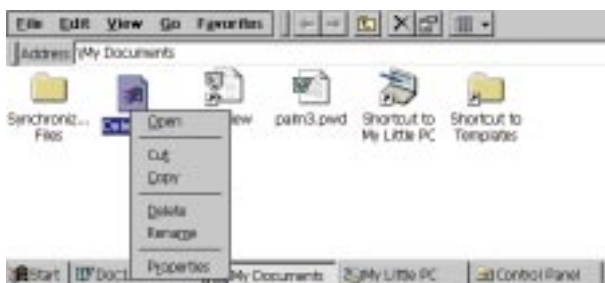 File Edit View Go Favorites
Address My Documents
Synchroniz... Files
palm3.pwd
Shortcut to My Little PC
Shortcut to Templates
Open
Cut
Copy
Delete
Rename
Properties
Start
My Documents
My Little PC
Control Panel